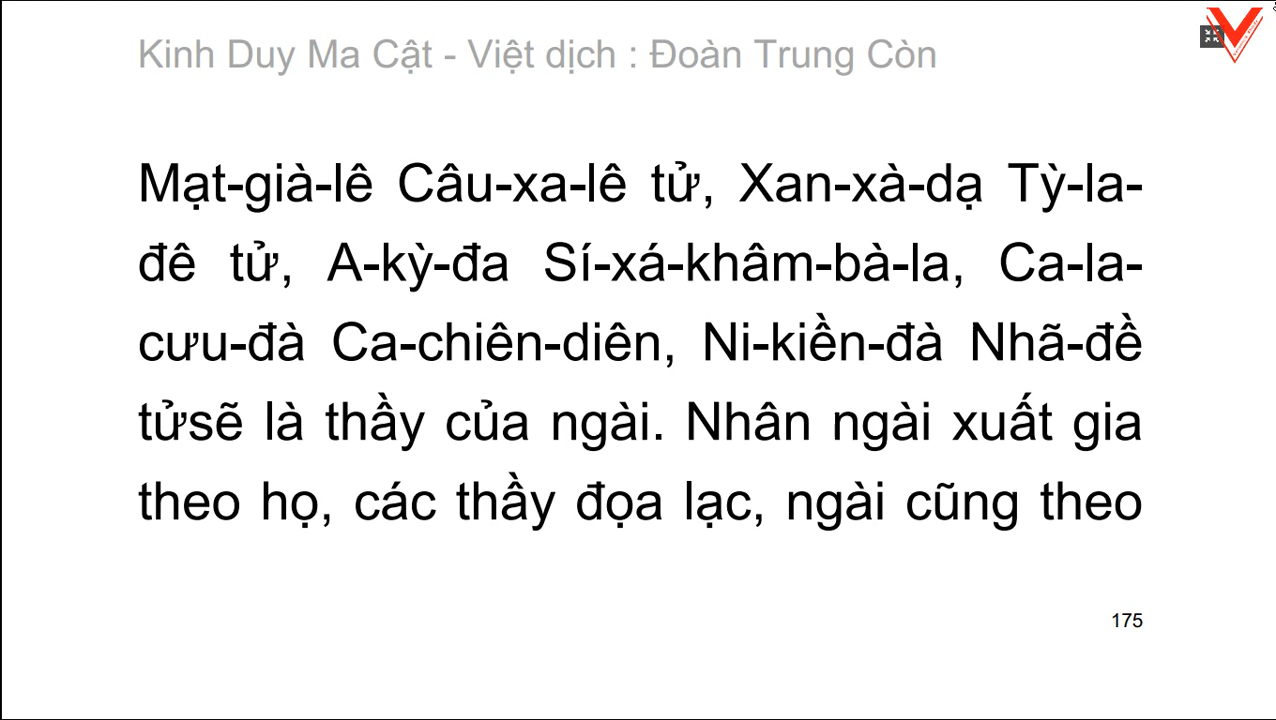 Kinh Duy Ma Cật - Việt dịch : Đoàn Trung Còn
Mạt-già-lê Câu-xa-lê tử, Xan-xà-dạ Tỳ-la-
đê tử, A-kỳ-đa Sí-xá-khâm-bà-la, Ca-la-
cưu-đà Ca-chiên-diên, Ni-kiền-đà Nhã-đề
tửsẽ là thầy của ngài. Nhân ngài xuất gia
theo họ, các thầy đọa lạc, ngài cũng theo
175